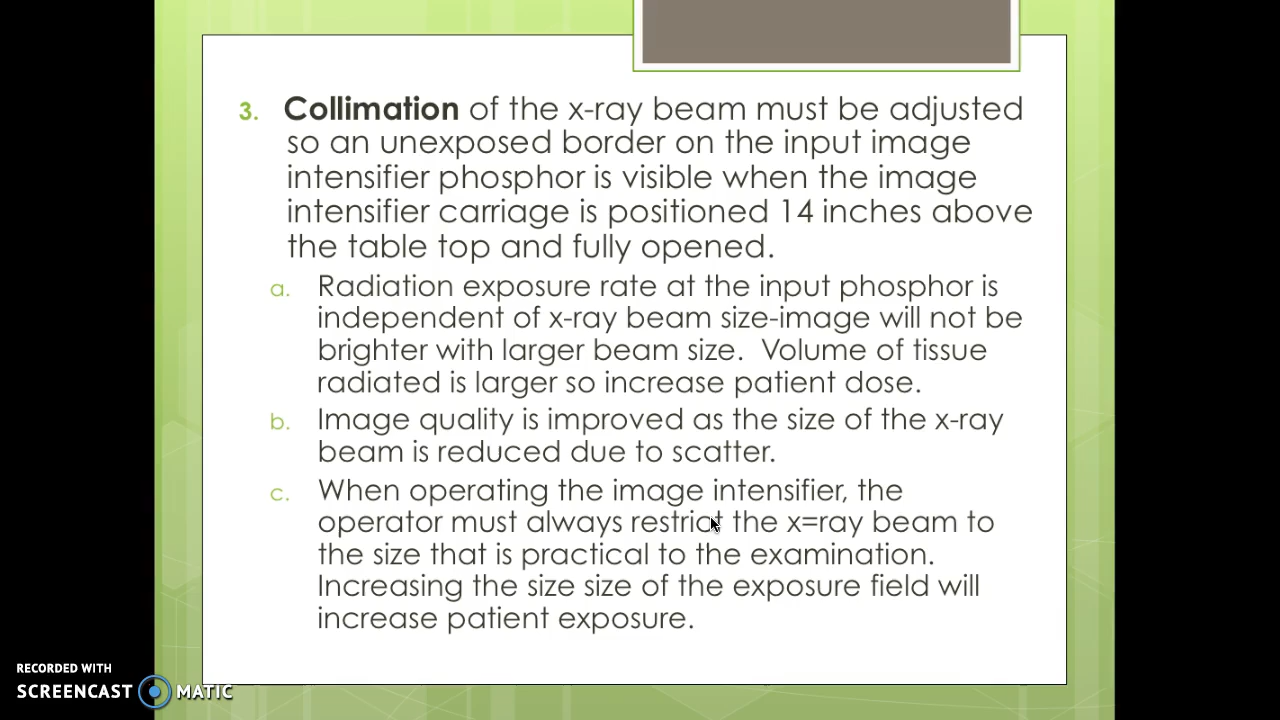 3. Collimation of the x-ray beam must be adjusted
so an unexposed border on the input image
intensifier phosphor is visible when the image
intensifier carriage is positioned 14 inches above
the table top and fully opened.
a. Radiation exposure rate at the input phosphor is
independent of x-ray beam size-image will not be
brighter with larger beam size. Volume of tissue
radiated is larger so increase patient dose.
b. Image quality is improved as the size of the x-ray
beam is reduced due to scatter.
c. When operating the image intensifier, the
operator must always restrict the x=ray beam to
the size that is practical to the examination.
Increasing the size size of the exposure field will
increase patient exposure.
RECORDED WITH
SCREENCAST MATIC